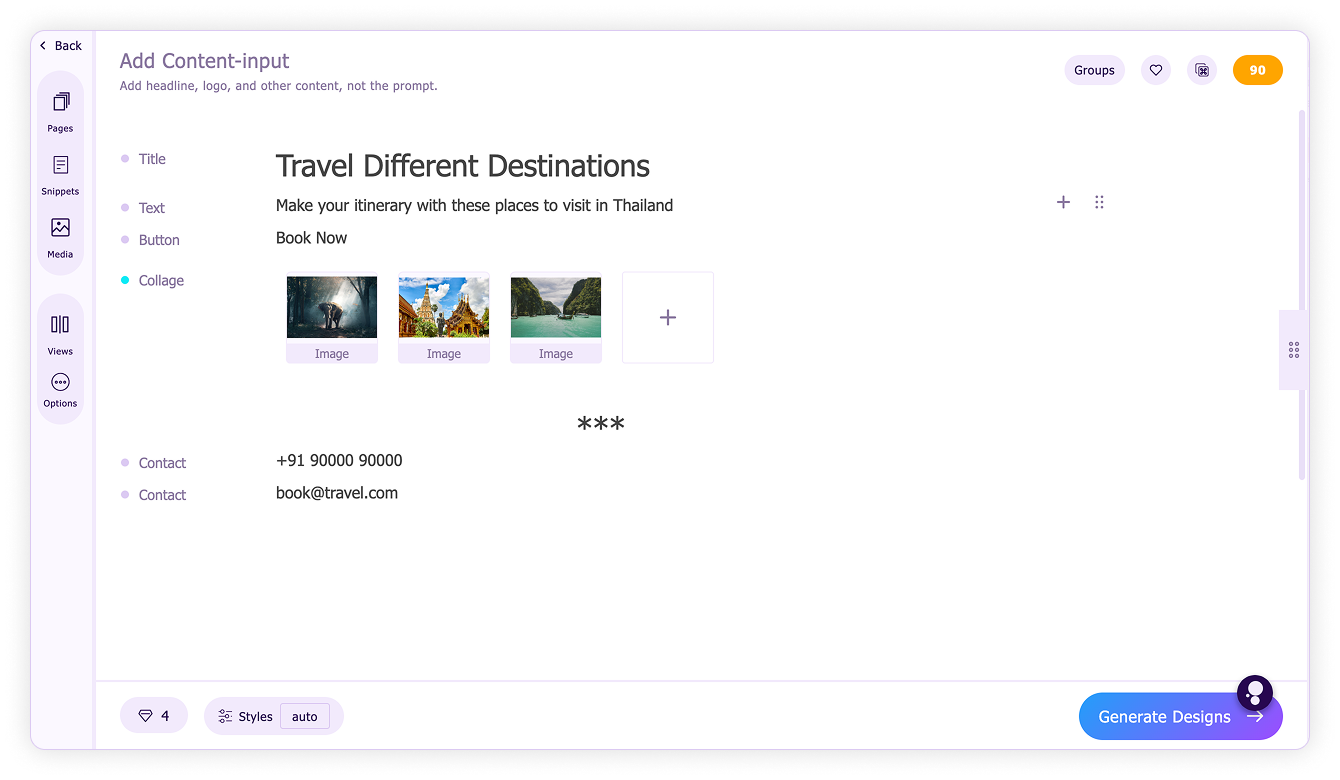 Back
Add Content-input
Add headline, logo, and other content, not the prompt.
Groups
90
Pages
Snippets
Media
Views
Options
Title
Travel Different Destinations
Text
Make your itinerary with these places to visit in Thailand
Button
Book Now
Collage
Image
Image
Image
***
Contact
+91 90000 90000
Contact
book@travel.com
4
Styles
auto
Generate Designs